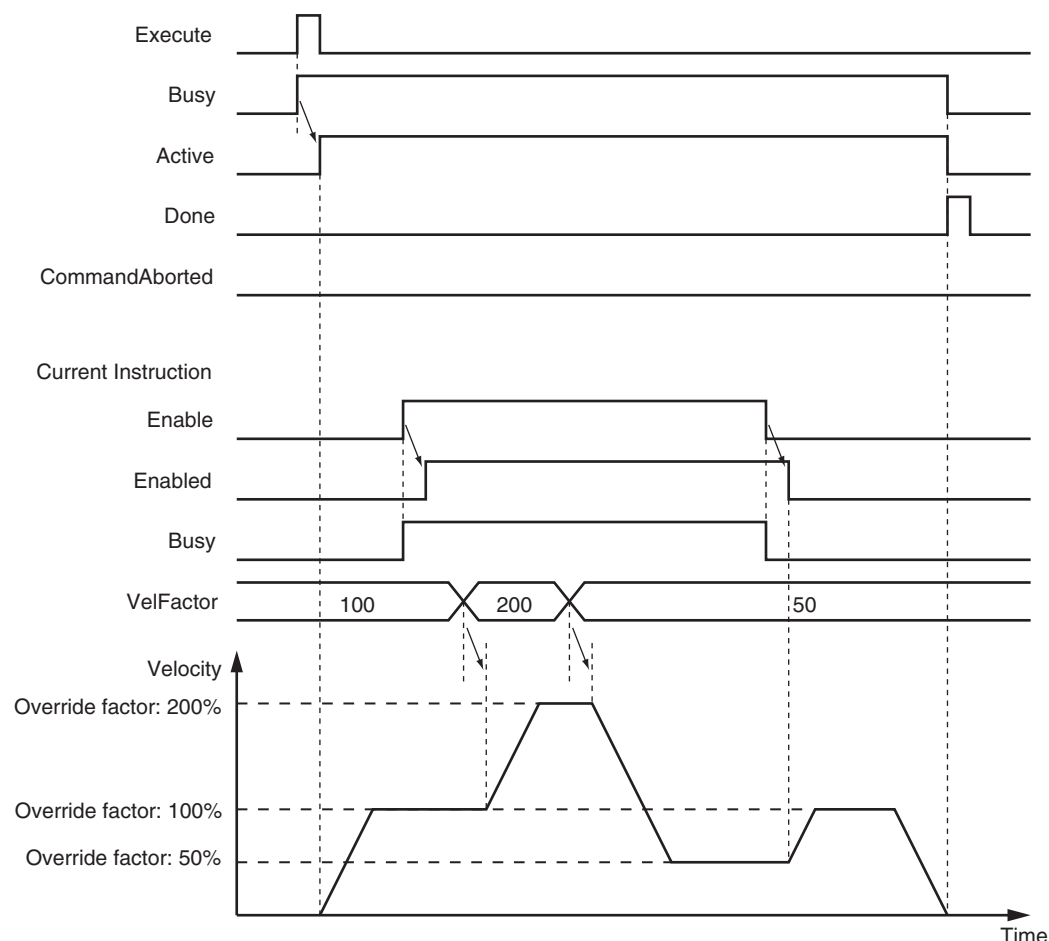 Execute
Busy
Active
Done
CommandAborted
Current Instruction
Enable
Enabled
Busy
VelFactor
100
200
50
Velocity
Override factor: 200%
Override factor: 100%
Override factor: 50%
Time